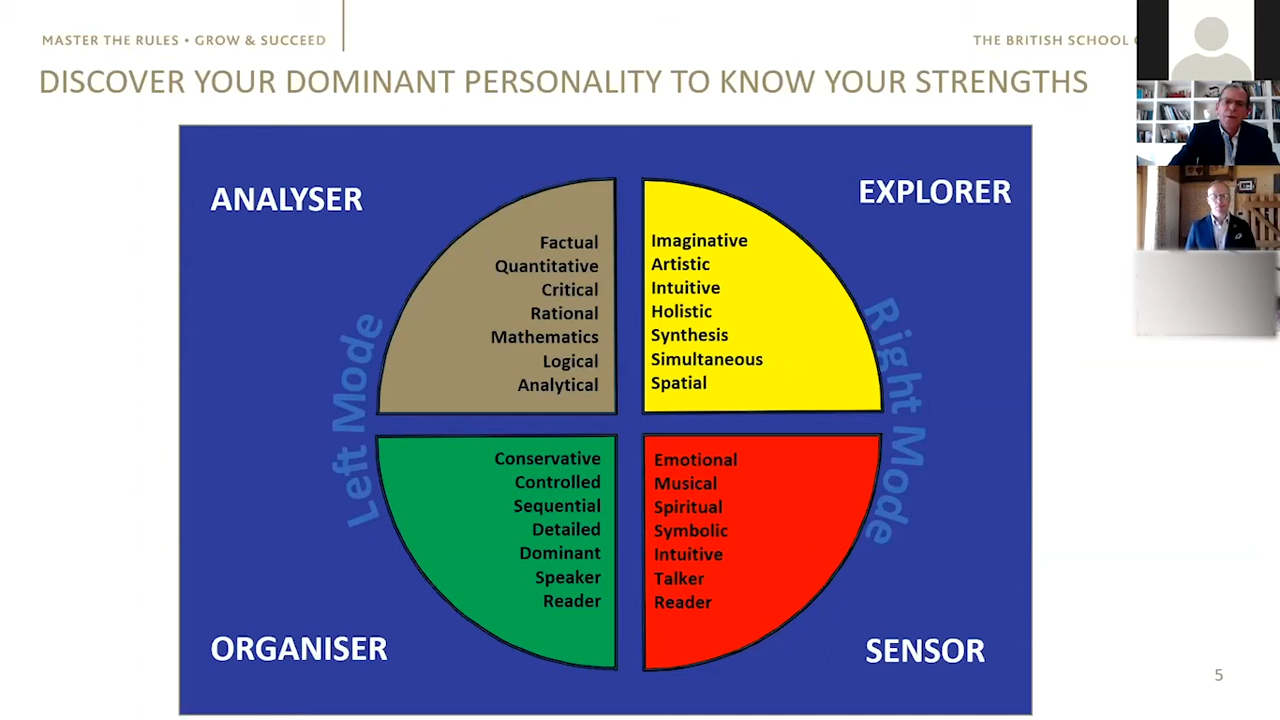 MASTER THE RULES • GROW & SUCCEED
THE BRITISH SCHOOL
DISCOVER YOUR DOMINANT PERSONALITY TO KNOW YOUR STRENGTHS
ANALYSER
EXPLORER
Factual
Quantitative
Critical
Rational
Mathematics
Logical
Analytical
Imaginative
Artistic
Intuitive
Holistic
Synthesis
Simultaneous
Spatial
Left Mode
Right Mode
Conservative
Controlled
Sequential
Detailed
Dominant
Speaker
Reader
Emotional
Musical
Spiritual
Symbolic
Intuitive
Talker
Reader
ORGANISER
SENSOR
5